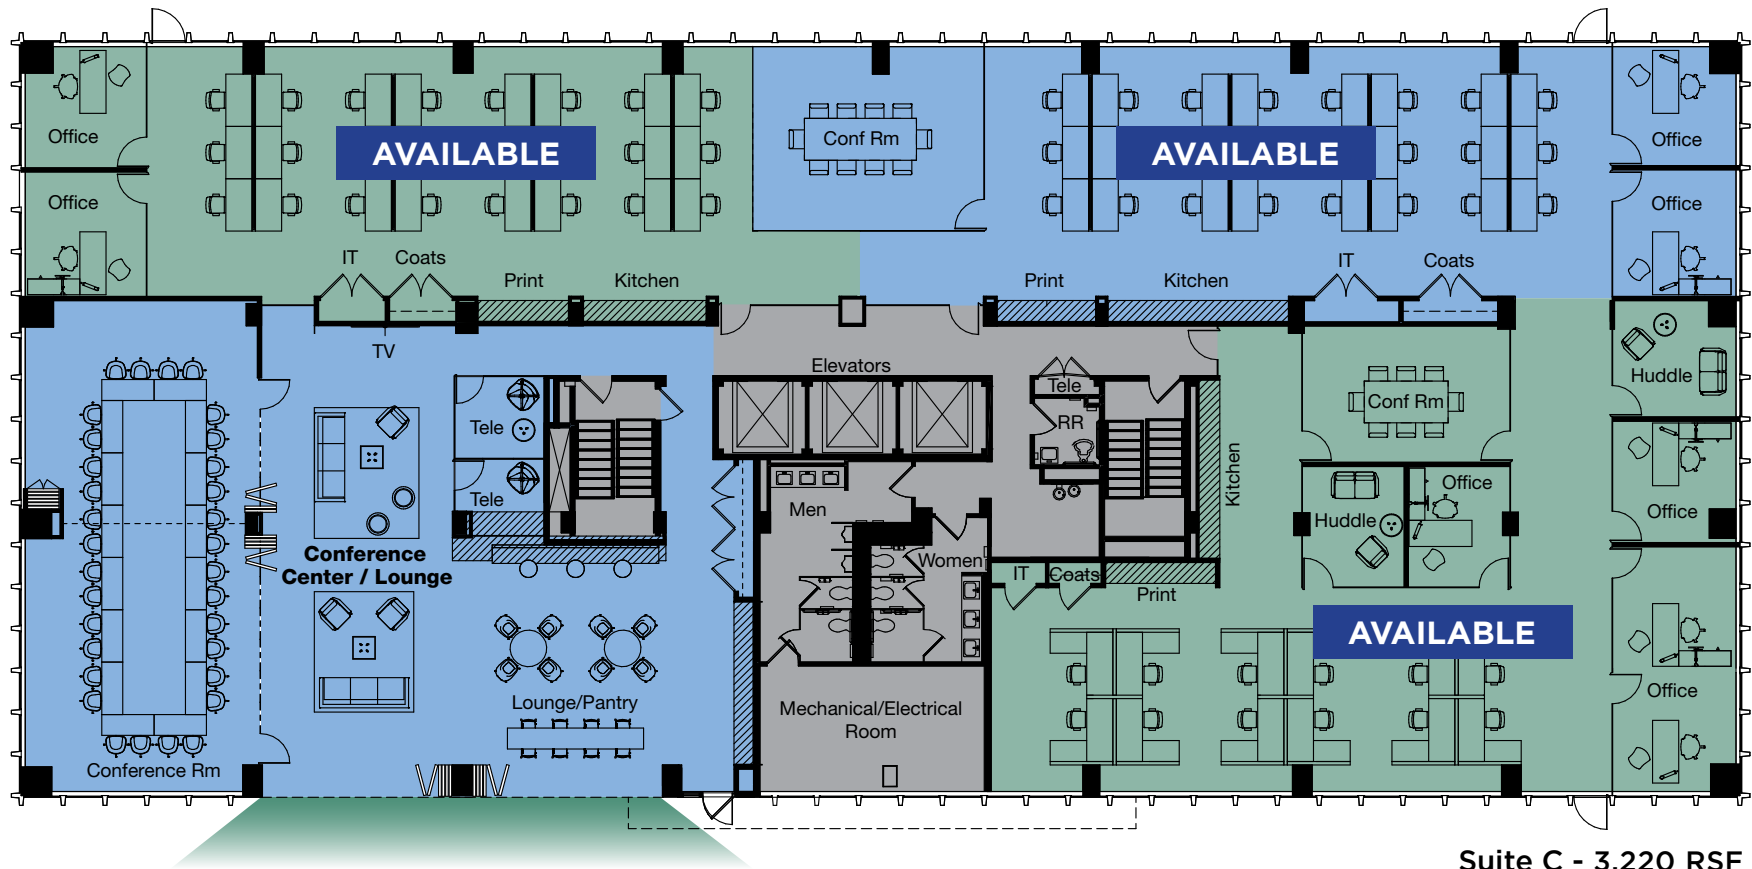 Office
AVAILABLE
Conf Rm
AVAILABLE
Office
Office
Office
IT
Coats
Print
Kitchen
Print
Kitchen
IT
Coats
TV
Elevators
Tele
Huddle
Tele
RR
Conf Rm
Kitchen
Tele
Men
Huddle
Office
Office
Conference
Center / Lounge
Women
IT
Coats
Print
AVAILABLE
Lounge/Pantry
Mechanical/Electrical
Room
Office
Conference Rm
Suite C - 3,220 RSF